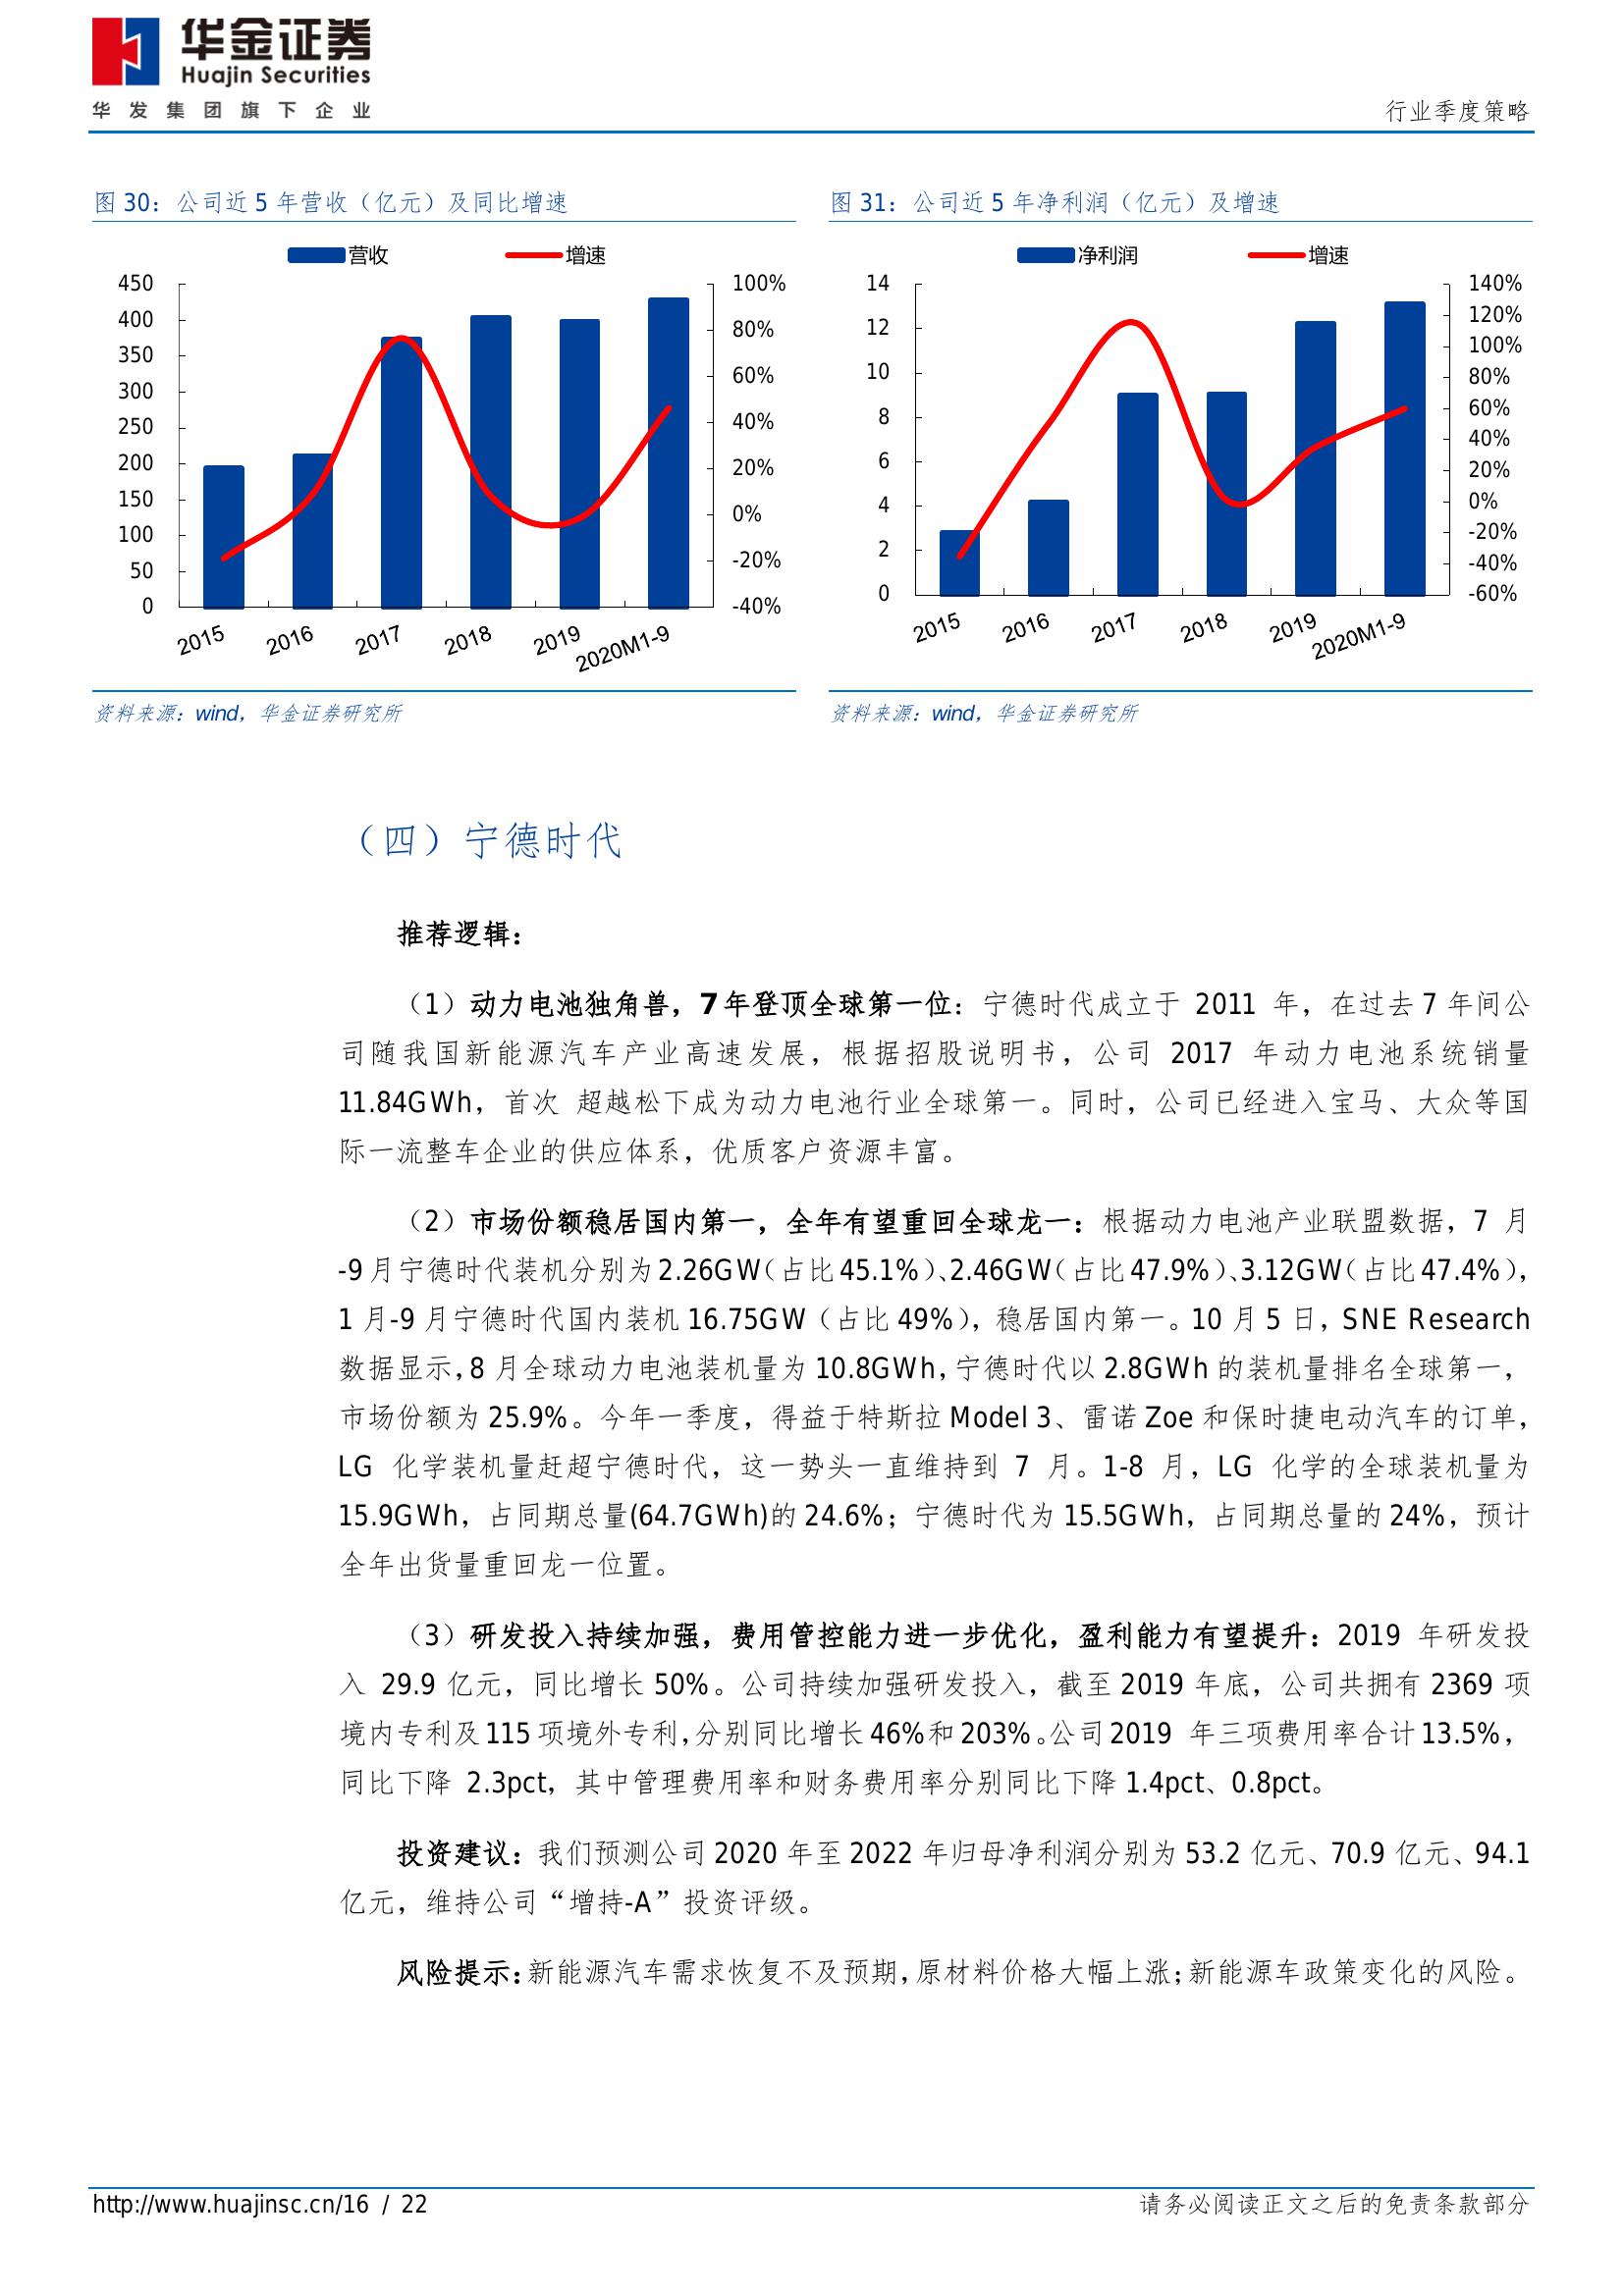 华金证券
Huajin Securities
华发集团旗下企业
行业季度策略
图 30：公司近 5 年营收（亿元）及同比增速
营收 增速
450
400
350
300
250
200
150
100
50
0
100%
80%
60%
40%
20%
0%
-20%
-40%
2015 2016 2017 2018 2019 2020M1-9
资料来源：wind，华金证券研究所
图 31：公司近 5 年净利润（亿元）及增速
净利润 增速
14
12
10
8
6
4
2
0
140%
120%
100%
80%
60%
40%
20%
0%
-20%
-40%
-60%
2015 2016 2017 2018 2019 2020M1-9
资料来源：wind，华金证券研究所
（四）宁德时代
推荐逻辑：
（1）动力电池独角兽，7 年登顶全球第一位：宁德时代成立于 2011 年，在过去 7 年间公
司随我国新能源汽车产业高速发展，根据招股说明书，公司 2017 年动力电池系统销量
11.84GWh，首次 超越松下成为动力电池行业全球第一。同时，公司已经进入宝马、大众等国
际一流整车企业的供应体系，优质客户资源丰富。
（2）市场份额稳居国内第一，全年有望重回全球龙一：根据动力电池产业联盟数据，7 月
-9 月宁德时代装机分别为 2.26GW（占比 45.1%）、2.46GW（占比 47.9%）、3.12GW（占比 47.4%），
1 月-9 月宁德时代国内装机 16.75GW（占比 49%），稳居国内第一。10 月 5 日，SNE Research
数据显示，8 月全球动力电池装机量为 10.8GWh，宁德时代以 2.8GWh 的装机量排名全球第一，
市场份额为 25.9%。今年一季度，得益于特斯拉 Model 3、雷诺 Zoe 和保时捷电动汽车的订单，
LG 化学装机量赶超宁德时代，这一势头一直维持到 7 月。1-8 月，LG 化学的全球装机量为
15.9GWh，占同期总量(64.7GWh)的 24.6%；宁德时代为 15.5GWh，占同期总量的 24%，预计
全年出货量重回龙一位置。
（3）研发投入持续加强，费用管控能力进一步优化，盈利能力有望提升：2019 年研发投
入 29.9 亿元，同比增长 50%。公司持续加强研发投入，截至 2019 年底，公司共拥有 2369 项
境内专利及 115 项境外专利，分别同比增长 46%和 203%。公司 2019 年三项费用率合计 13.5%，
同比下降 2.3pct，其中管理费用率和财务费用率分别同比下降 1.4pct、0.8pct。
投资建议：我们预测公司 2020 年至 2022 年归母净利润分别为 53.2 亿元、70.9 亿元、94.1
亿元，维持公司“增持-A”投资评级。
风险提示：新能源汽车需求恢复不及预期，原材料价格大幅上涨；新能源车政策变化的风险。
http://www.huajinsc.cn/16 / 22
请务必阅读正文之后的免责条款部分